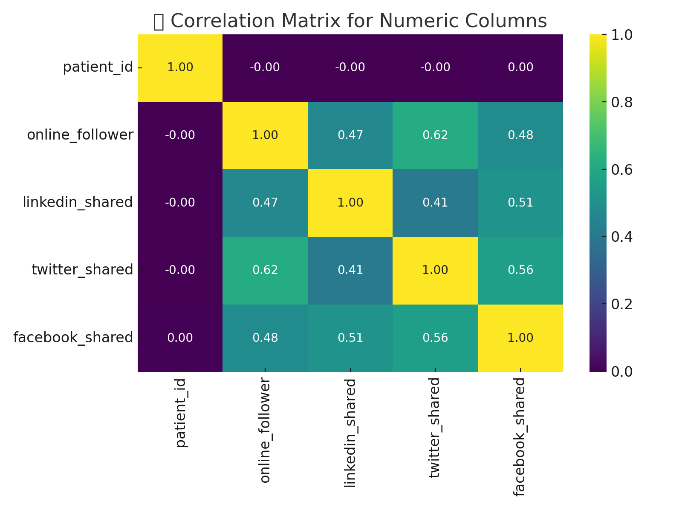 Correlation Matrix for Numeric Columns
patient_id 1.00 -0.00 -0.00 -0.00 0.00
online_follower -0.00 1.00 0.47 0.62 0.48
linkedin_shared -0.00 0.47 1.00 0.41 0.51
twitter_shared -0.00 0.62 0.41 1.00 0.56
facebook_shared 0.00 0.48 0.51 0.56 1.00
patient_id
online_follower
linkedin_shared
twitter_shared
facebook_shared
1.0
0.8
0.6
0.4
0.2
0.0